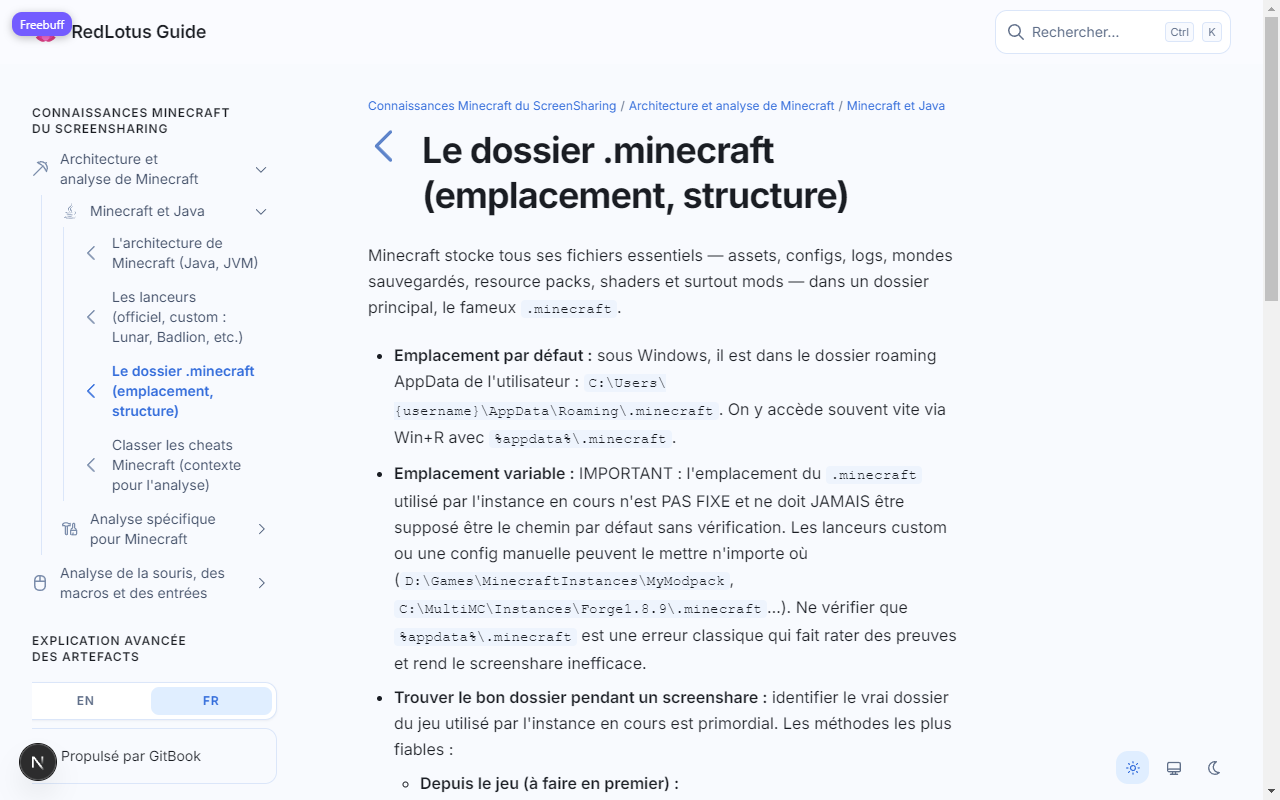 Freebuff
RedLotus Guide
Rechercher...
Ctrl
K
CONNAISSANCES MINECRAFT
DU SCREENSHARING
Architecture et
analyse de Minecraft
Minecraft et Java
L'architecture de
Minecraft (Java, JVM)
Les lanceurs
(officiel, custom :
Lunar, Badlion, etc.)
Le dossier .minecraft
(emplacement,
structure)
Classer les cheats
Minecraft (contexte
pour l'analyse)
Analyse spécifique
pour Minecraft
Analyse de la souris, des
macros et des entrées
EXPLICATION AVANCÉE
DES ARTEFACTS
EN
FR
N
Propulsé par GitBook
Connaissances Minecraft du ScreenSharing / Architecture et analyse de Minecraft / Minecraft et Java
Le dossier .minecraft
(emplacement, structure)
Minecraft stocke tous ses fichiers essentiels — assets, configs, logs, mondes
sauvegardés, resource packs, shaders et surtout mods — dans un dossier
principal, le fameux .minecraft.
• Emplacement par défaut : sous Windows, il est dans le dossier roaming
AppData de l'utilisateur : C:\Users\
{username}\AppData\Roaming\.minecraft. On y accède souvent vite via
Win+R avec %appdata%\.minecraft.
• Emplacement variable : IMPORTANT : l'emplacement du .minecraft
utilisé par l'instance en cours n'est PAS FIXE et ne doit JAMAIS être
supposé être le chemin par défaut sans vérification. Les lanceurs custom
ou une config manuelle peuvent le mettre n'importe où
(D:\Games\MinecraftInstances\MyModpack,
C:\MultiMC\Instances\Forge1.8.9\.minecraft...). Ne vérifier que
%appdata%\.minecraft est une erreur classique qui fait rater des preuves
et rend le screenshare inefficace.
• Trouver le bon dossier pendant un screenshare : identifier le vrai dossier
du jeu utilisé par l'instance en cours est primordial. Les méthodes les plus
fiables :
◦ Depuis le jeu (à faire en premier) :